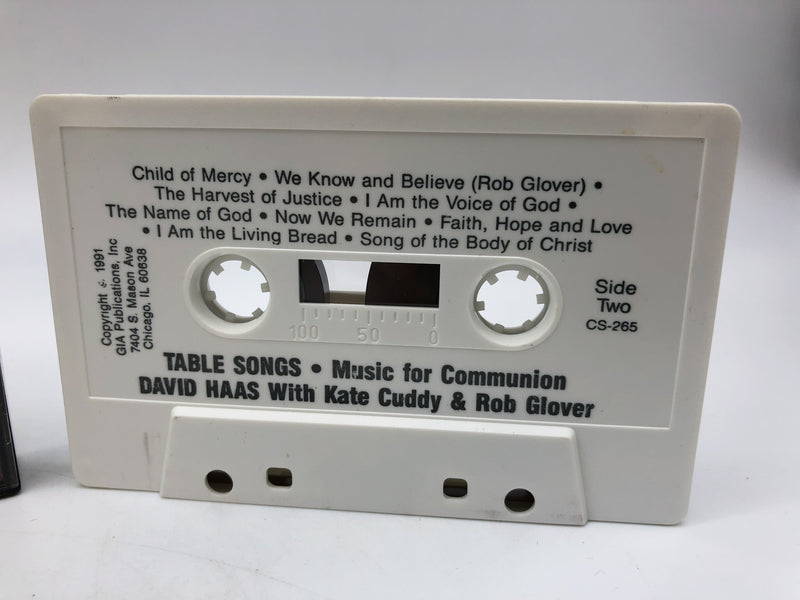 Child of Mercy • We Know and Believe (Rob Glover) •
The Harvest of Justice • I Am the Voice of God •
The Name of God • Now We Remain • Faith, Hope and Love
• I Am the Living Bread • Song of the Body of Christ
Copyright © 1991
GIA Publications, Inc
7404 S. Mason Ave
Chicago, IL 60638
100 50 0
Side
Two
CS-265
TABLE SONGS • Music for Communion
DAVID HAAS With Kate Cuddy & Rob Glover